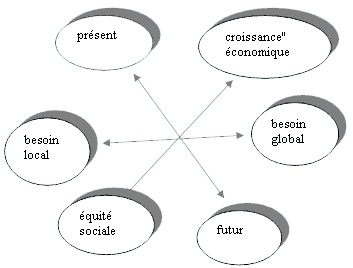 présent
croissance"
économique
besoin
local
besoin
global
équité
sociale
futur